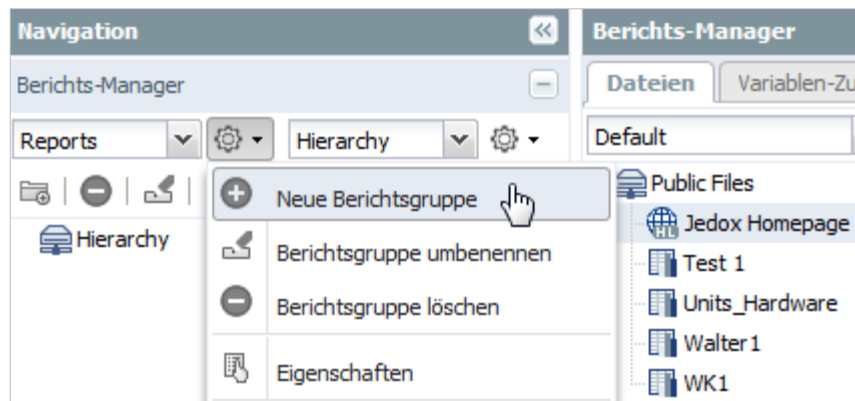 Navigation
Berichts-Manager
Reports
Hierarchy
Hierarchy
Neue Berichtsgruppe
Berichtsgruppe umbenennen
Berichtsgruppe löschen
Eigenschaften
Berichts-Manager
Dateien
Variablen-Zu
Default
Public Files
Jedox Homepage
Test 1
Units_Hardware
Walter1
WK1